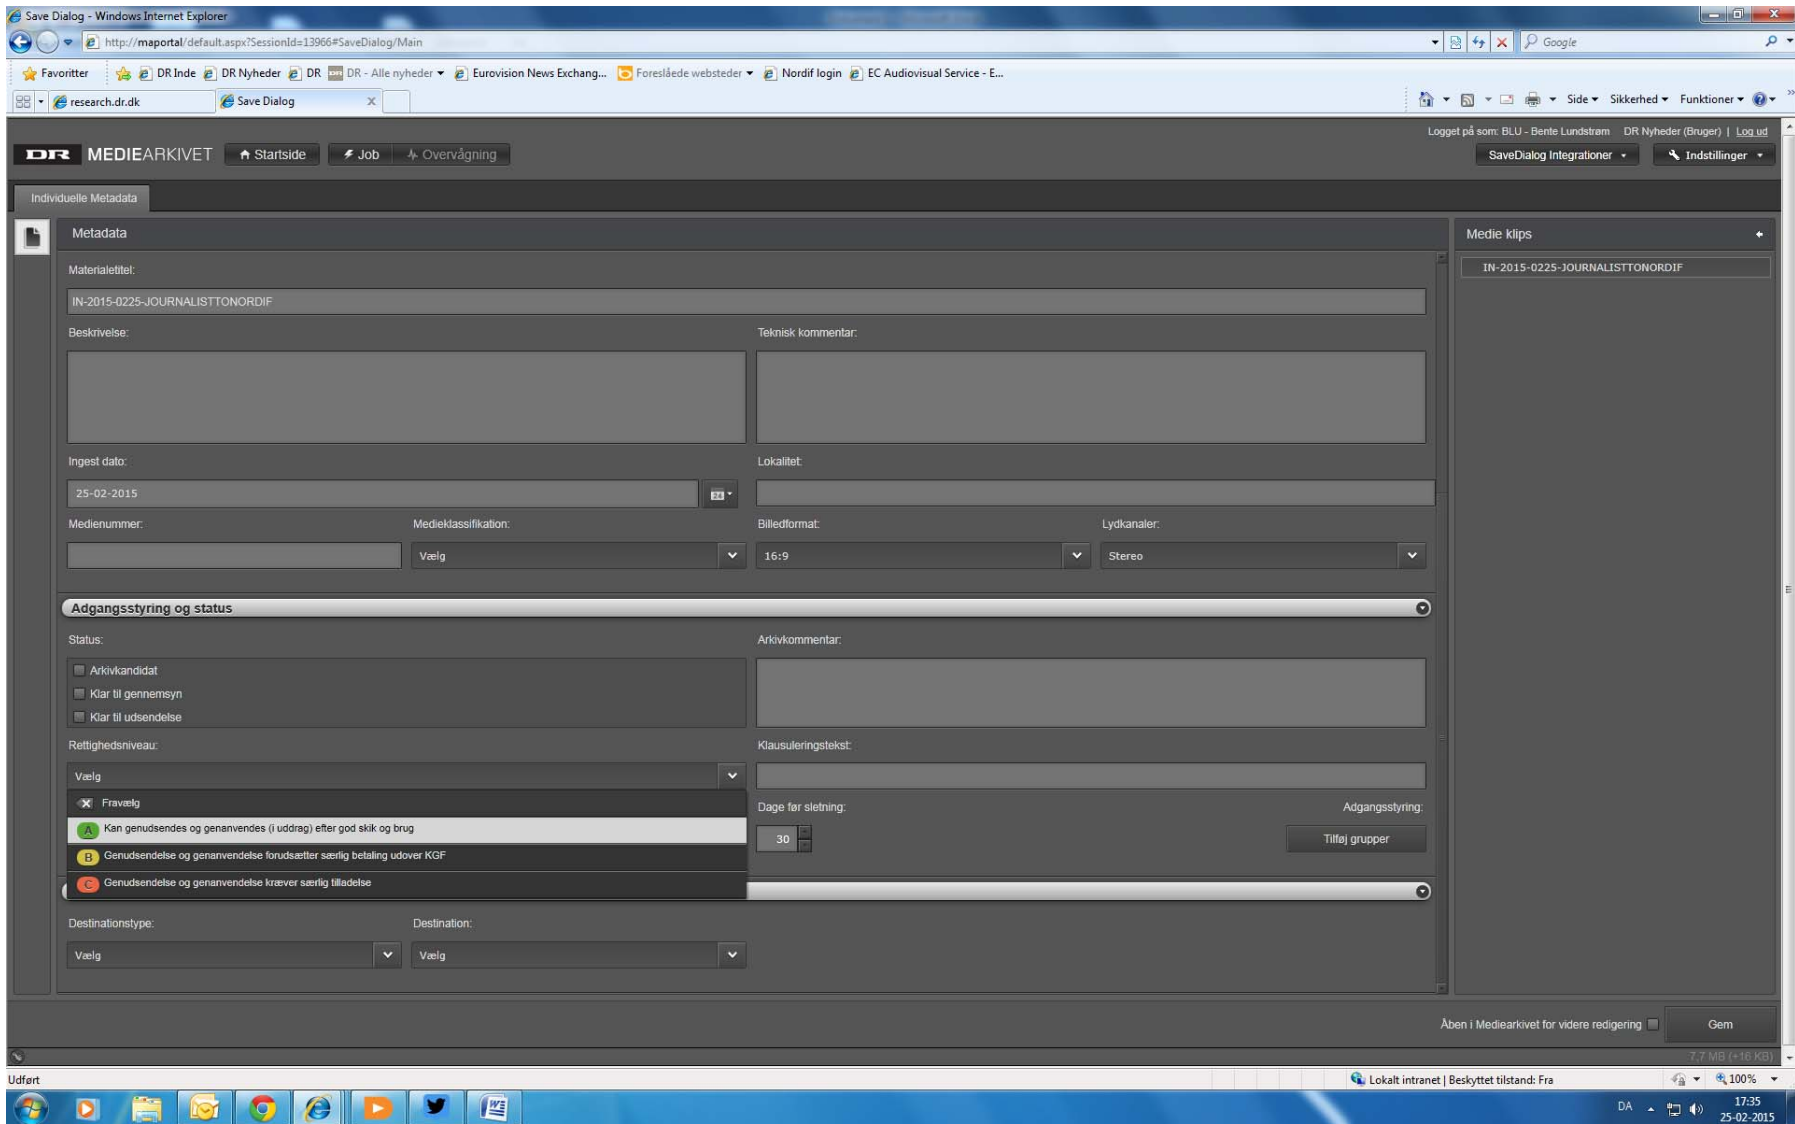 Save Dialog - Windows Internet Explorer
http://maportal/default.aspx?SessionId=13966#SaveDialog/Main
Google
Favoritter DR Inde DR Nyheder DR DR - Alle nyheder Eurovision News Exchang... Foreslåede websteder Nordif login EC Audiovisual Service - E...
research.dr.dk Save Dialog x Side Sikkerhed Funktioner
Logget på som: BLU - Bente Lundstrøm DR Nyheder (Bruger) | Log ud
DR MEDIEARKIVET Startside Job Overvågning SaveDialog Integrationer Indstillinger
Individuelle Metadata
Metadata Medie klips
Materialetitel: IN-2015-0225-JOURNALISTTONORDIF
IN-2015-0225-JOURNALISTTONORDIF
Beskrivelse: Teknisk kommentar:
Ingest dato: Lokalitet:
25-02-2015 24
Medienummer: Medieklassifikation: Billedformat: Lydkanaler:
Vælg 16:9 Stereo
Adgangsstyring og status
Status: Arkivkommentar:
Arkivkandidat
Klar til gennemsyn
Klar til udsendelse
Rettighedsniveau: Klausuleringstekst:
Vælg
Fravælg Dage før sletning: Adgangsstyring:
A Kan genudsendes og genanvendes (i uddrag) efter god skik og brug
30 Tilføj grupper
B Genudsendelse og genanvendelse forudsætter særlig betaling udover KGF
C Genudsendelse og genanvendelse kræver særlig tilladelse
Destinationstype: Destination:
Vælg Vælg
Åben i Mediearkivet for videre redigering Gem
7,7 MB (+16 KB)
Udført Lokalt intranet | Beskyttet tilstand: Fra 100%
DA 17:35
25-02-2015